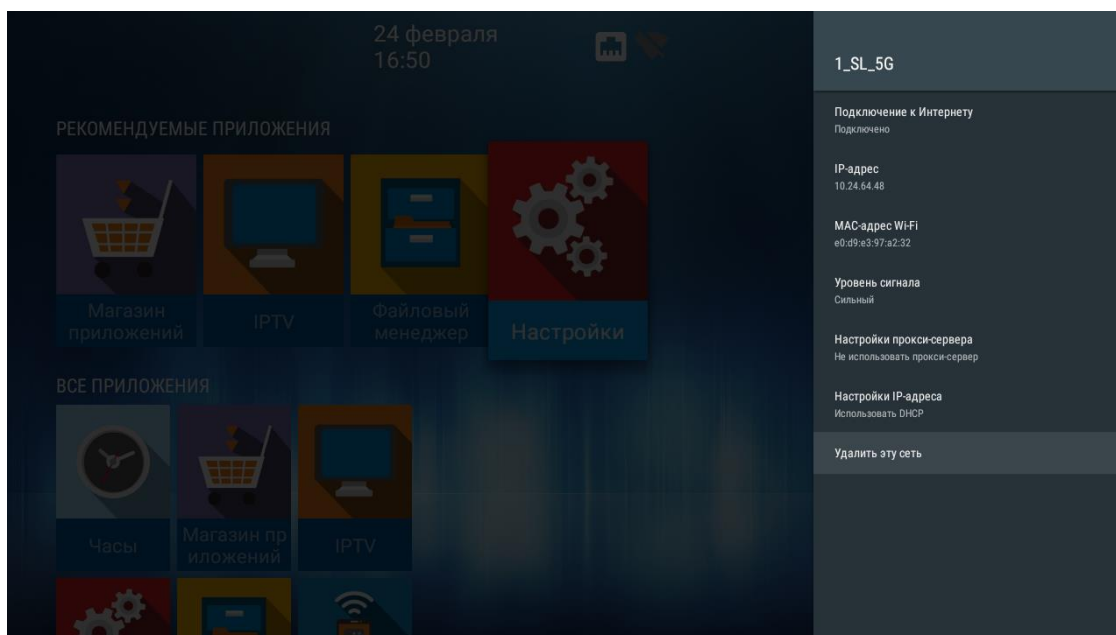 24 февраля
16:50
РЕКОМЕНДУЕМЫЕ ПРИЛОЖЕНИЯ
Магазин
приложений
IPTV
Файловый
менеджер
Настройки
ВСЕ ПРИЛОЖЕНИЯ
Часы
Магазин пр
иложений
IPTV
1_SL_5G
Подключение к Интернету
Подключено
IP-адрес
10.24.64.48
MAC-адрес Wi-Fi
e0:d9:e3:97:a2:32
Уровень сигнала
Сильный
Настройки прокси-сервера
Не использовать прокси-сервер
Настройки IP-адреса
Использовать DHCP
Удалить эту сеть